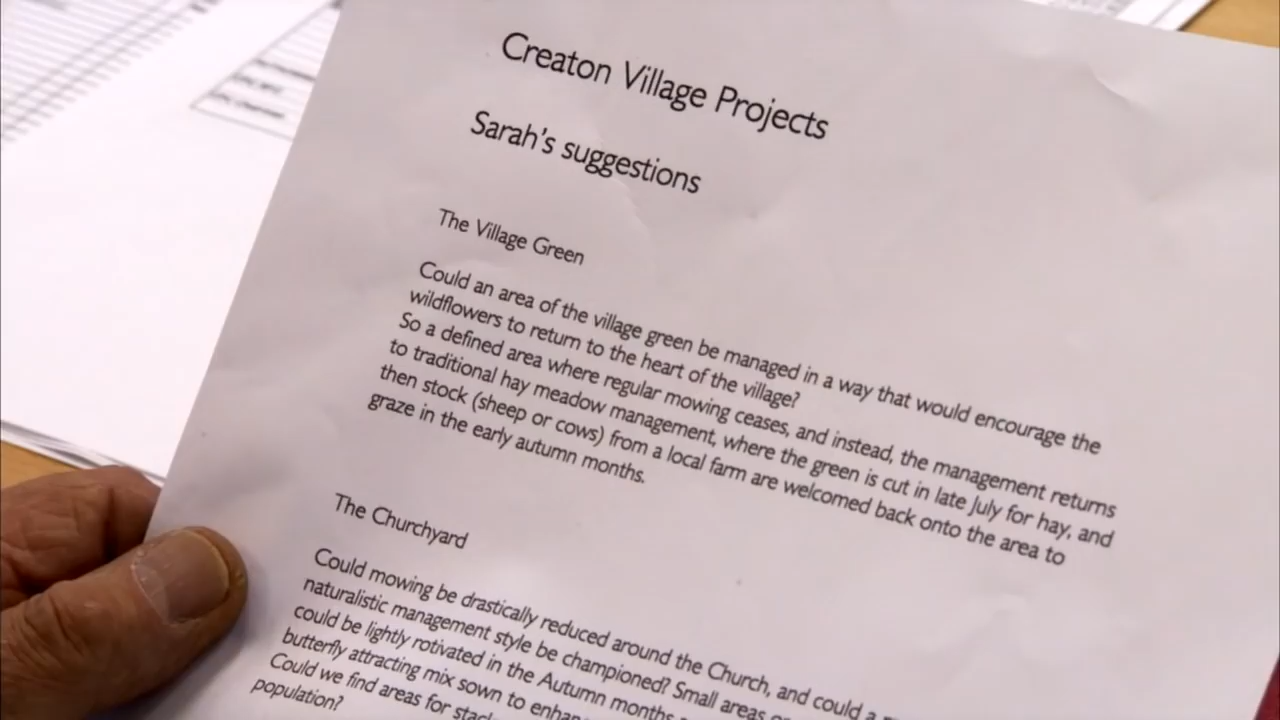 Creaton Village Projects
Sarah's suggestions
The Village Green
Could an area of the village green be managed in a way that would encourage the
wildflowers to return to the heart of the village?
So a defined area where regular mowing ceases, and instead, the management returns
to traditional hay meadow management, where the green is cut in late July for hay, and
then stock (sheep or cows) from a local farm are welcomed back onto the area to
graze in the early autumn months.
The Churchyard
Could mowing be drastically reduced around the Church, and could a
naturalistic management style be championed? Small areas
could be lightly rotivated in the Autumn months
butterfly attracting mix sown to
Could we find areas for
population?